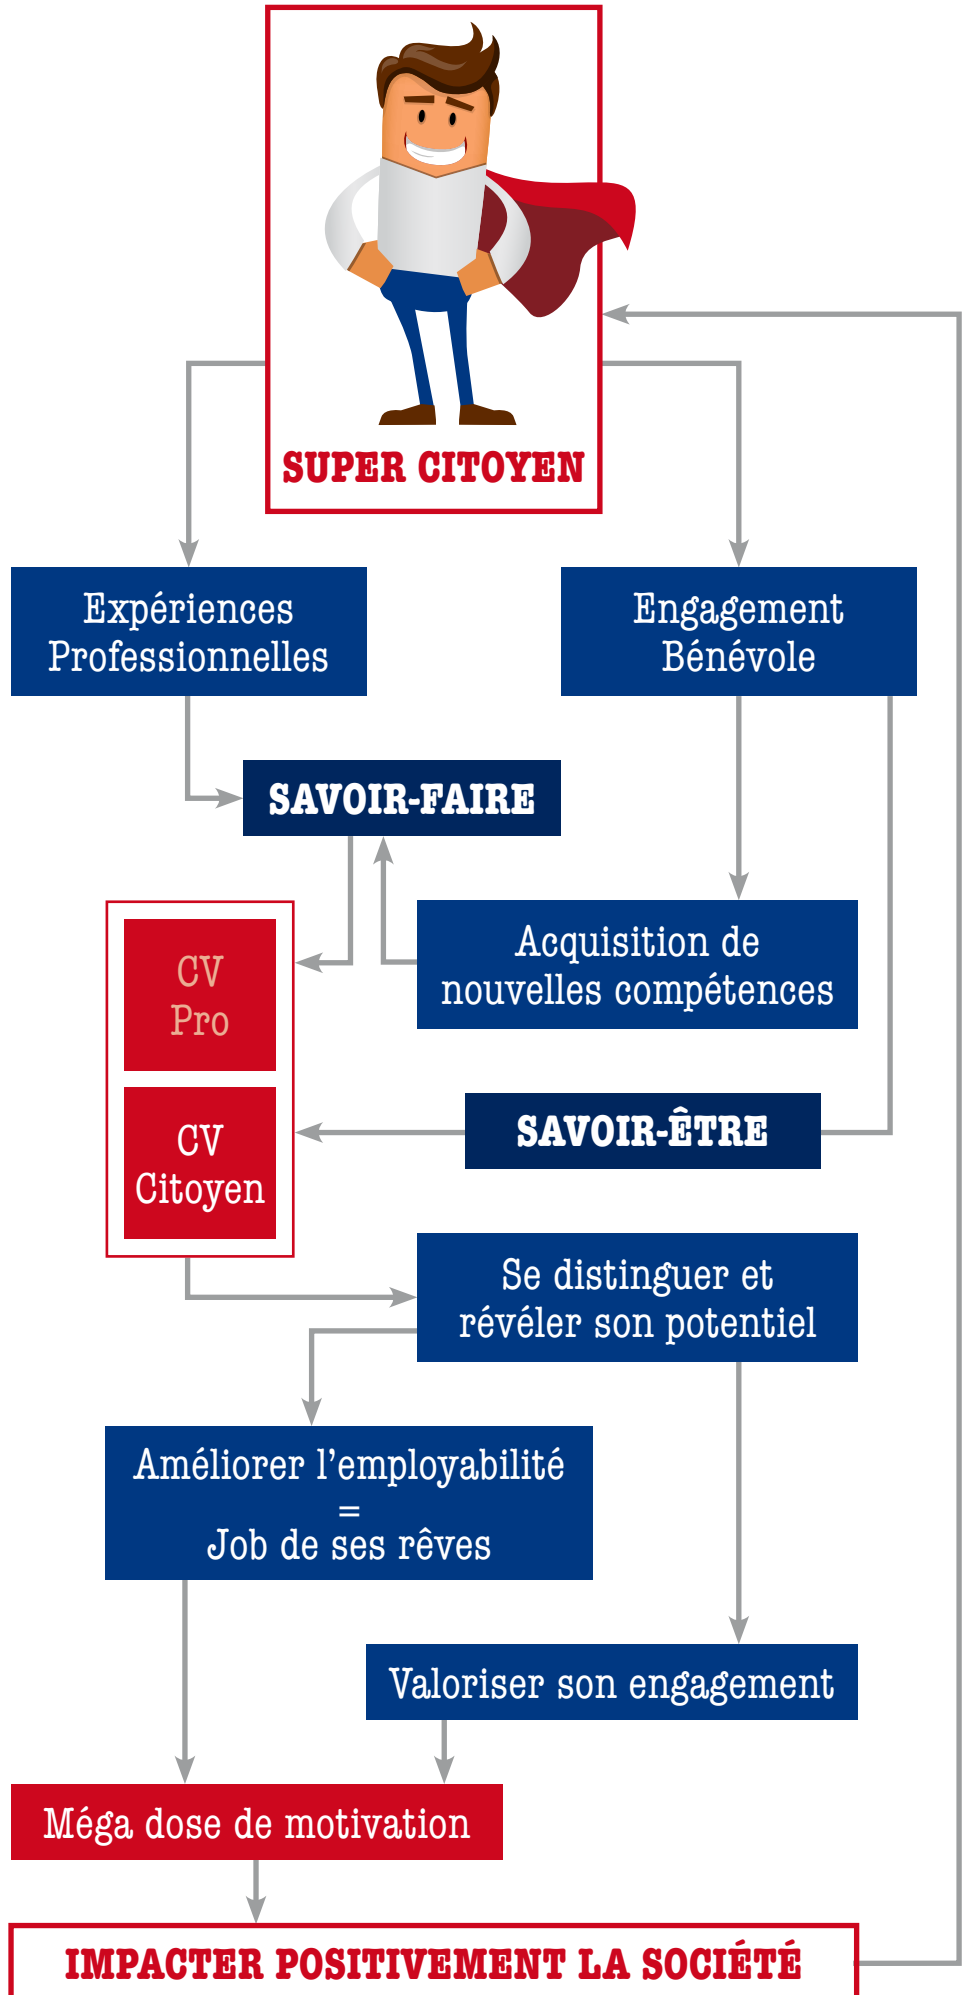 SUPER CITOYEN
Expériences
Professionnelles
Engagement
Bénévole
SAVOIR-FAIRE
Acquisition de
nouvelles compétences
CV
Pro
SAVOIR-ÊTRE
CV
Citoyen
Se distinguer et
révéler son potentiel
Améliorer l’employabilité
=
Job de ses rêves
Valoriser son engagement
Méga dose de motivation
IMPACTER POSITIVEMENT LA SOCIÉTÉ